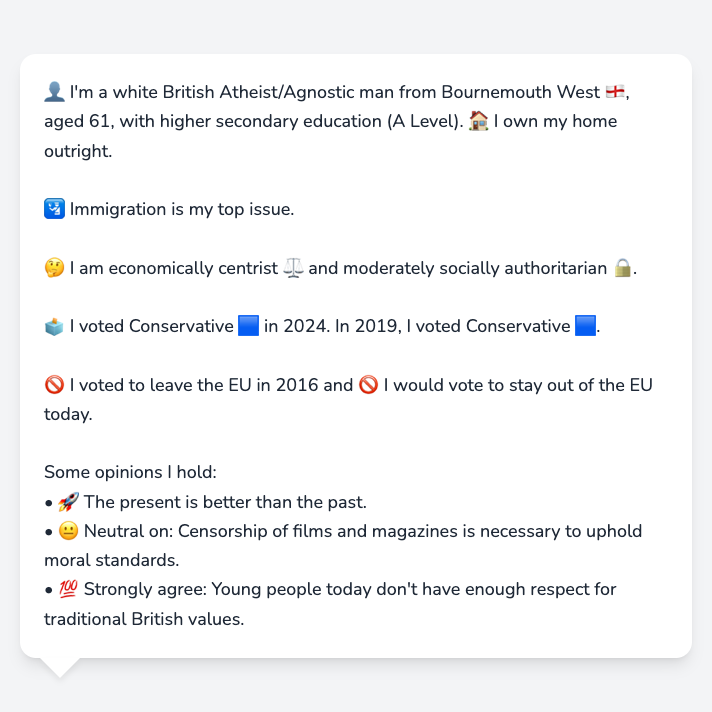 👤 I'm a white British Atheist/Agnostic man from Bournemouth West 🏴󠁧󠁢󠁥󠁮󠁧󠁿,
aged 61, with higher secondary education (A Level). 🏠 I own my home
outright.
🛂 Immigration is my top issue.
🤔 I am economically centrist ⚖️ and moderately socially authoritarian 🔒.
🗳️ I voted Conservative 🟦 in 2024. In 2019, I voted Conservative 🟦.
🚫 I voted to leave the EU in 2016 and 🚫 I would vote to stay out of the EU
today.
Some opinions I hold:
• 🚀 The present is better than the past.
• 😐 Neutral on: Censorship of films and magazines is necessary to uphold
moral standards.
• 💯 Strongly agree: Young people today don't have enough respect for
traditional British values.